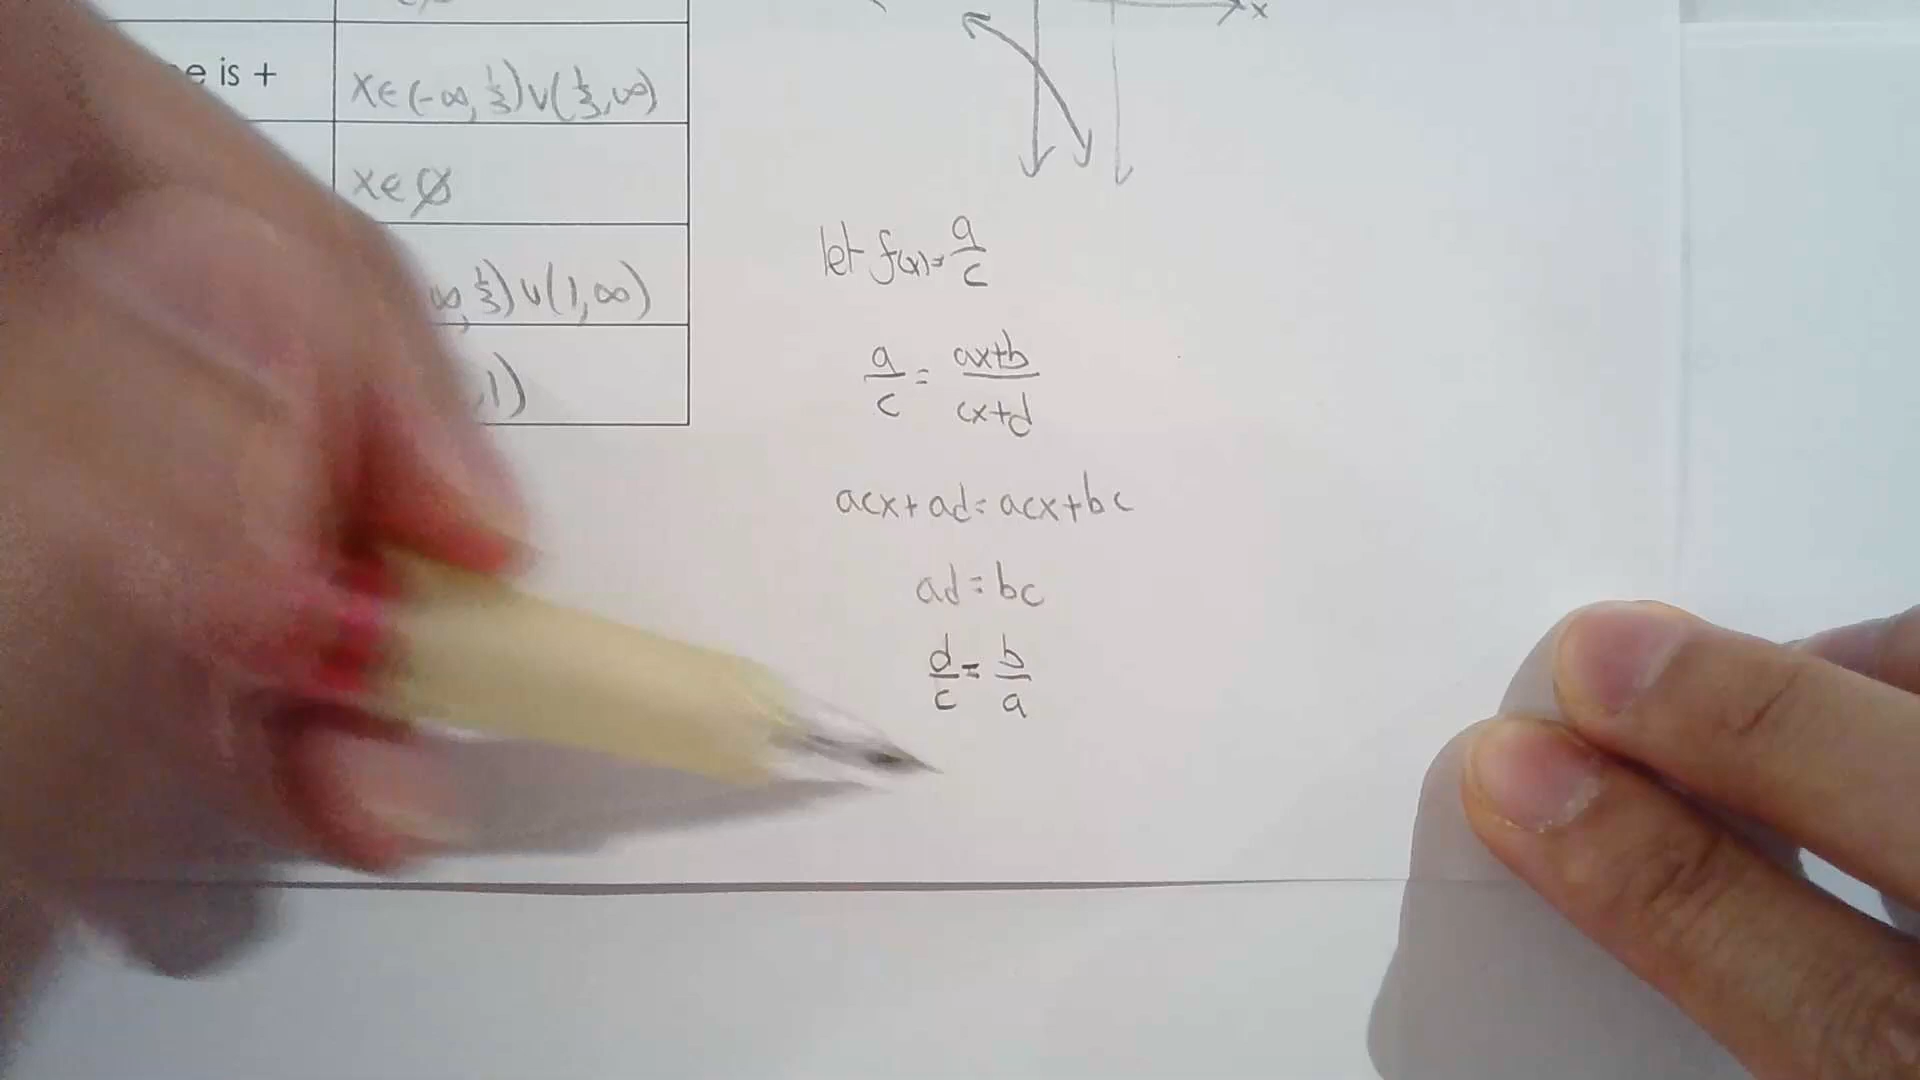 e is +
x∈(-∞,⅓)∪(⅓,∞)
x∈∅
∞,⅓)∪(1,∞)
,1)
x
let f(x)=a/c
a/c = ax+b/cx+d
acx+ad=acx+bc
ad=bc
d/c=b/a